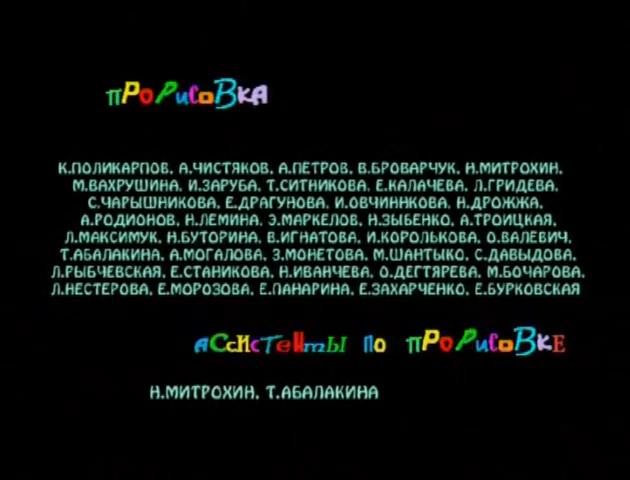 ПРОРИСОВКА
К.ПОЛИКАРПОВ, А.ЧИСТЯКОВ, А.ПЕТРОВ, В.БРОВАРЧУК, Н.МИТРОХИН,
М.ВАХРУШИНА, И.ЗАРУБА, Т.СИТНИКОВА, Е.КАЛАЧЕВА, Л.ГРИДЕВА,
С.ЧАРЫШНИКОВА, Е.ДРАГУНОВА, И.ОВЧИННКОВА, Н.ДРОЖЖА,
А.РОДИОНОВ, Н.ЛЕМИНА, Э.МАРКЕЛОВ, Н.ЗЫБЕНКО, А.ТРОИЦКАЯ,
Л.МАКСИМУК, Н.БУТОРИНА, В.ИГНАТОВА, И.КОРОЛЬКОВА, О.ВАЛЕВИЧ,
Т.АБАЛАКИНА, А.МОГАЛОВА, З.МОНЕТОВА, М.ШАНТЫКО, С.ДАВЫДОВА,
Л.РЫБЧЕВСКАЯ, Е.СТАНИКОВА, Н.ИВАНЧЕВА, О.ДЕГТЯРЕВА, М.БОЧАРОВА,
Л.НЕСТЕРОВА, Е.МОРОЗОВА, Е.ПАНАРИНА, Е.ЗАХАРЧЕНКО, Е.БУРКОВСКАЯ
АССИСТЕНТЫ ПО ПРОРИСОВКЕ
Н.МИТРОХИН, Т.АБАЛАКИНА